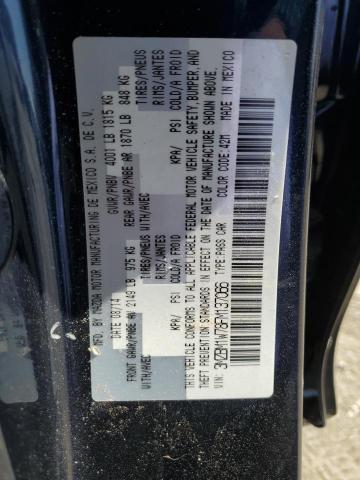 MFG. BY MAZDA MOTOR MANUFACTURING DE MEXICO S.A. DE C.V.
08/14 GVWR/PNBV 4001 LB 1815 KG
FRONT GAWR/PNBE AV 2149 LB 975 KG REAR GAWR/PNBE AR 1870 LB 848 KG
WITH/AVEC TIRES/PNEUS WITH/AVEC TIRES/PNEUS
RIMS/JANTES RIMS/JANTES
KPA/ PSI COLD/A FROID KPA/ PSI COLD/A FROID
THIS VEHICLE CONFORMS TO ALL APPLICABLE FEDERAL MOTOR VEHICLE SAFETY, BUMPER, AND
THEFT PREVENTION STANDARDS IN EFFECT ON THE DATE OF MANUFACTURE SHOWN ABOVE.
3MZBM1W78FM137066 TYPE:PASS CAR COLOR CODE:42M MADE IN MEXICO